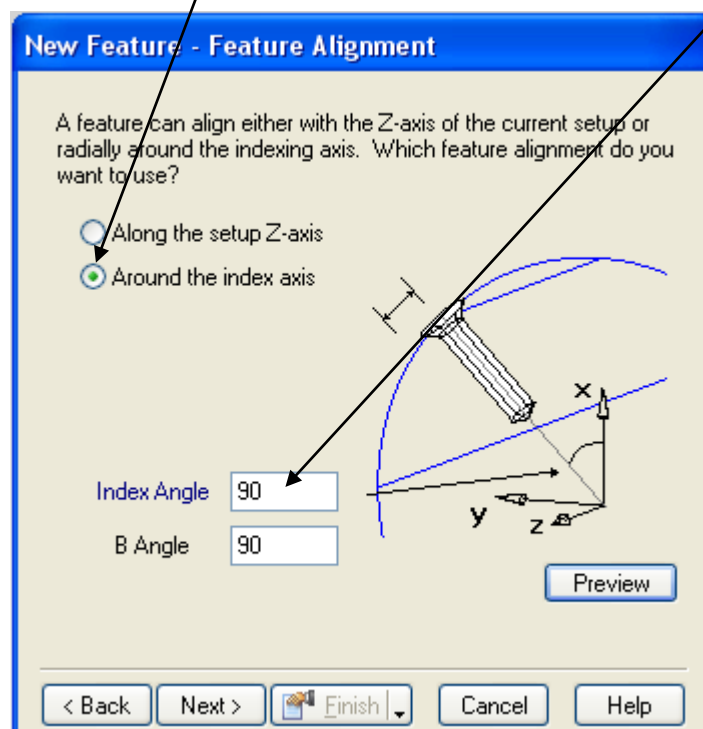 New Feature - Feature Alignment
A feature can align either with the Z-axis of the current setup or
radially around the indexing axis. Which feature alignment do you
want to use?
Along the setup Z-axis
Around the index axis
x
y
z
Index Angle 90
B Angle 90
Preview
< Back Next > Finish Cancel Help